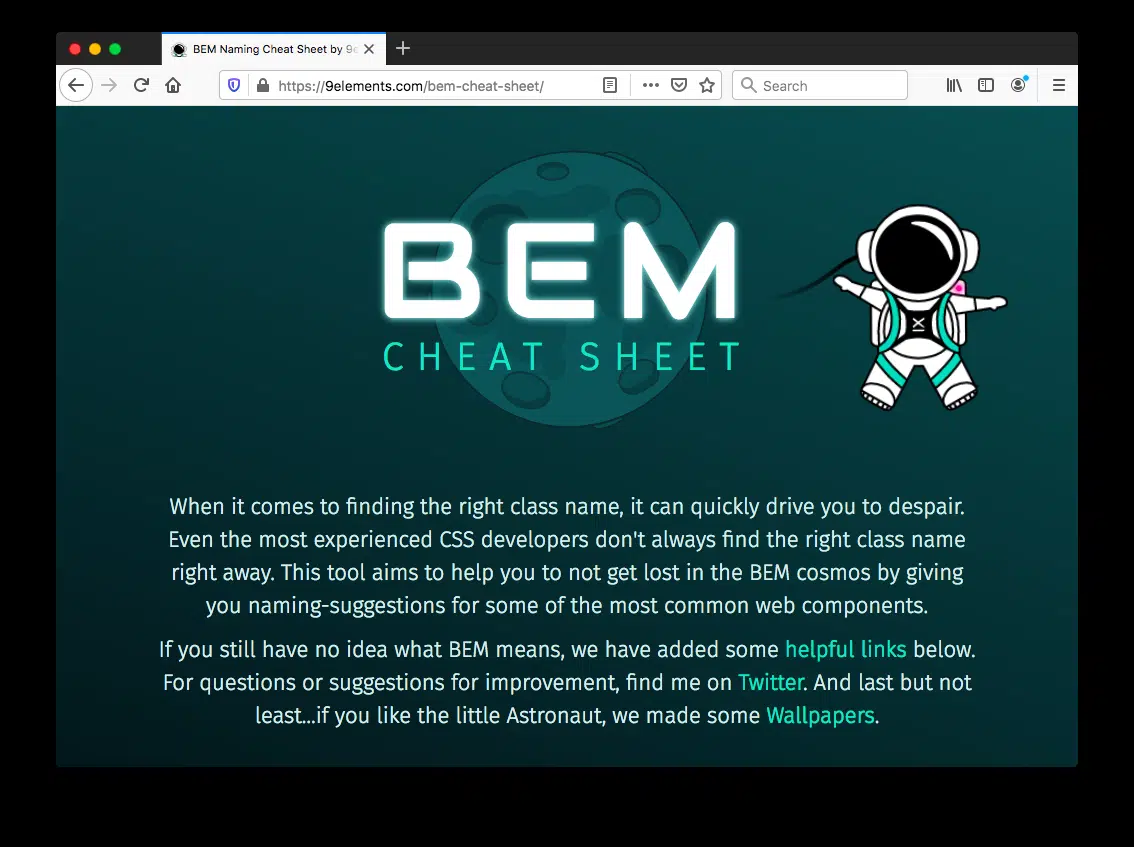 BEM Naming Cheat Sheet by 9e
https://9elements.com/bem-cheat-sheet/
Search
BEM
CHEAT SHEET
When it comes to finding the right class name, it can quickly drive you to despair.
Even the most experienced CSS developers don't always find the right class name
right away. This tool aims to help you to not get lost in the BEM cosmos by giving
you naming-suggestions for some of the most common web components.
If you still have no idea what BEM means, we have added some helpful links below.
For questions or suggestions for improvement, find me on Twitter. And last but not
least...if you like the little Astronaut, we made some Wallpapers.